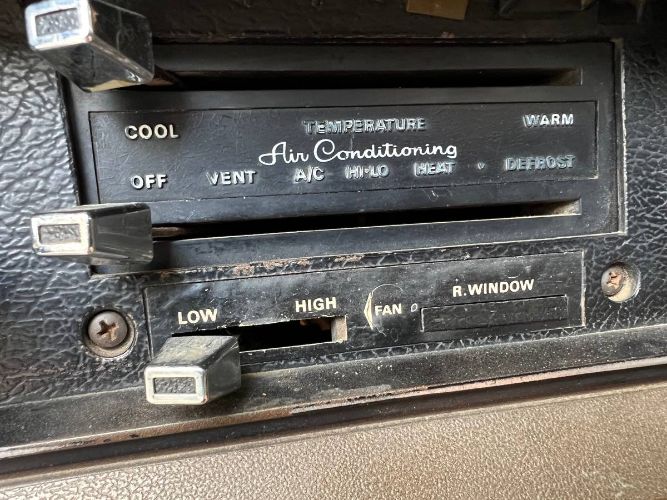 COOL TEMPERATURE WARM
Air Conditioning
OFF VENT A/C HI-LO HEAT • DEFROST
LOW HIGH FAN R.WINDOW